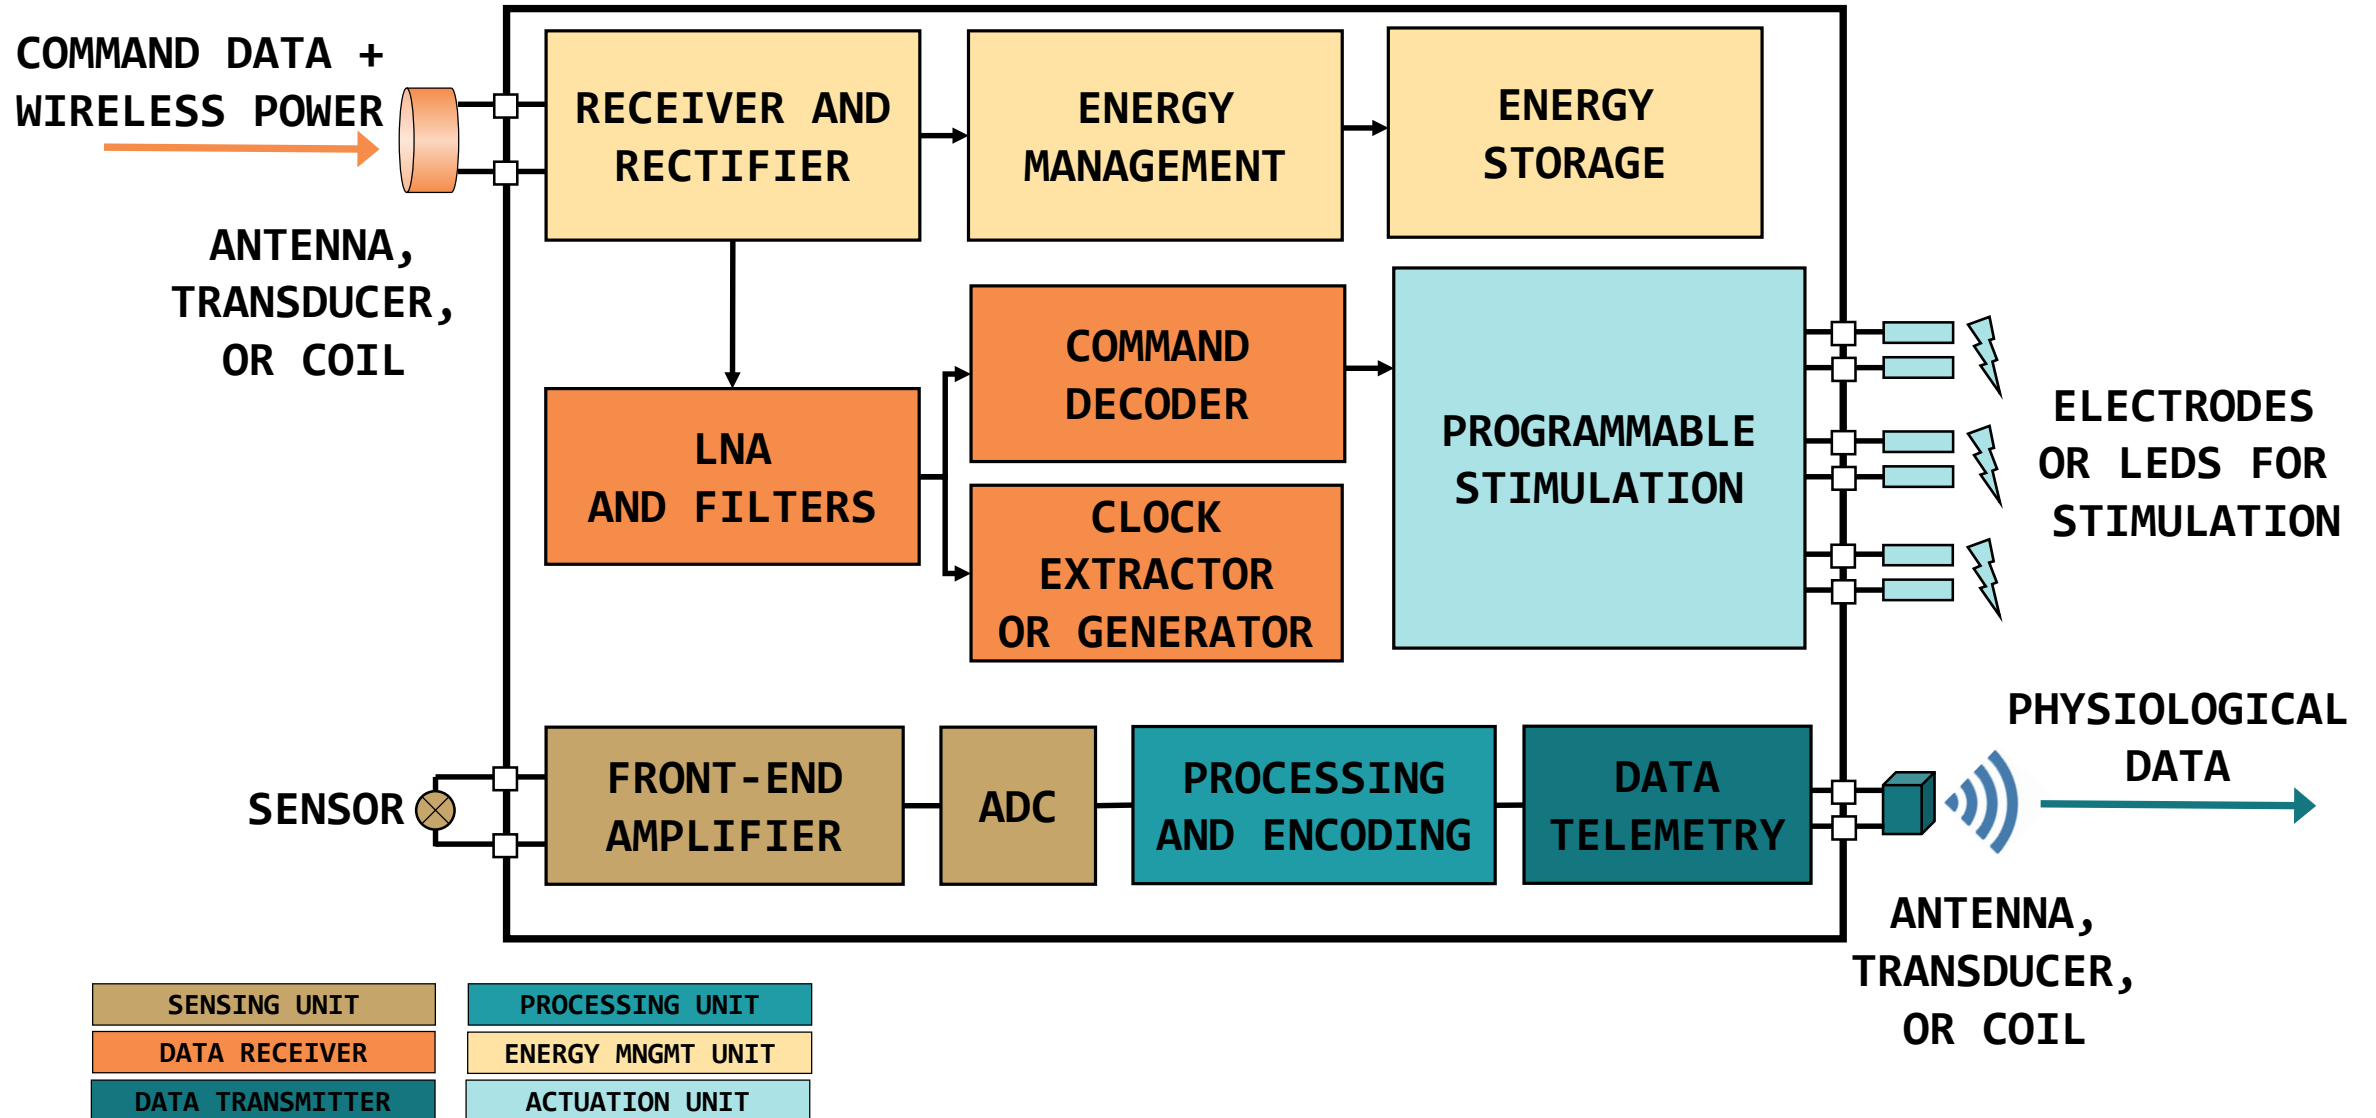 COMMAND DATA +
WIRELESS POWER
ANTENNA,
TRANSDUCER,
OR COIL
RECEIVER AND
RECTIFIER
ENERGY
MANAGEMENT
ENERGY
STORAGE
LNA
AND FILTERS
COMMAND
DECODER
CLOCK
EXTRACTOR
OR GENERATOR
PROGRAMMABLE
STIMULATION
ELECTRODES
OR LEDS FOR
STIMULATION
SENSOR
FRONT-END
AMPLIFIER
ADC
PROCESSING
AND ENCODING
DATA
TELEMETRY
PHYSIOLOGICAL
DATA
ANTENNA,
TRANSDUCER,
OR COIL
SENSING UNIT
PROCESSING UNIT
DATA RECEIVER
ENERGY MNGMT UNIT
DATA TRANSMITTER
ACTUATION UNIT